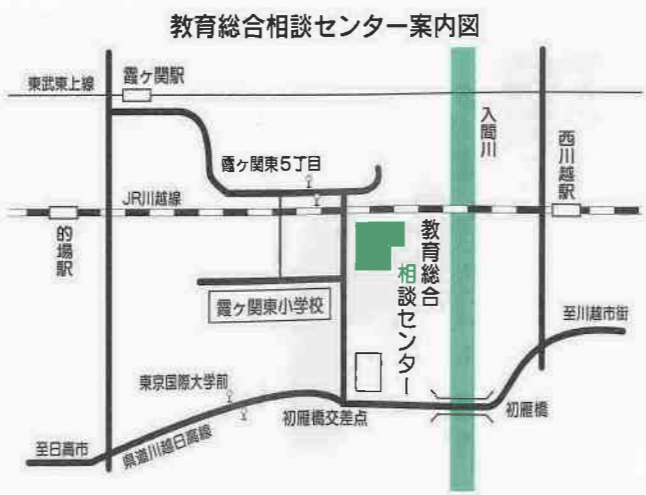 教育総合相談センター案内図
霞ヶ関駅
東武東上線
入間川
西川越駅
霞ヶ関東5丁目
JR川越線
的場駅
教育総合
相談センター
霞ヶ関東小学校
至川越市街
東京国際大学前
初雁橋交差点
初雁橋
県道川越日高線
至日高市